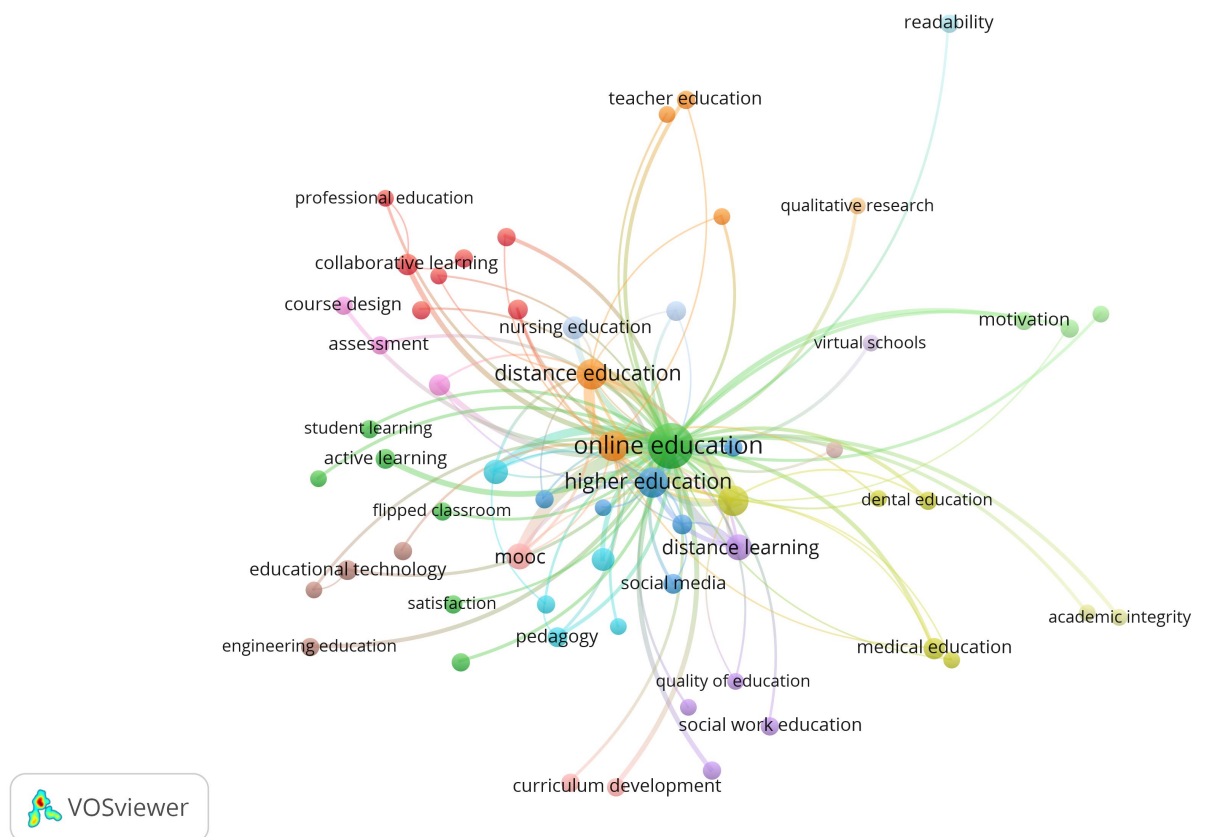 readability
teacher education
professional education
qualitative research
collaborative learning
course design
motivation
nursing education
assessment
virtual schools
distance education
student learning
online education
active learning
higher education
dental education
flipped classroom
distance learning
mooc
educational technology
social media
satisfaction
academic integrity
pedagogy
engineering education
medical education
quality of education
social work education
curriculum development
VOSviewer